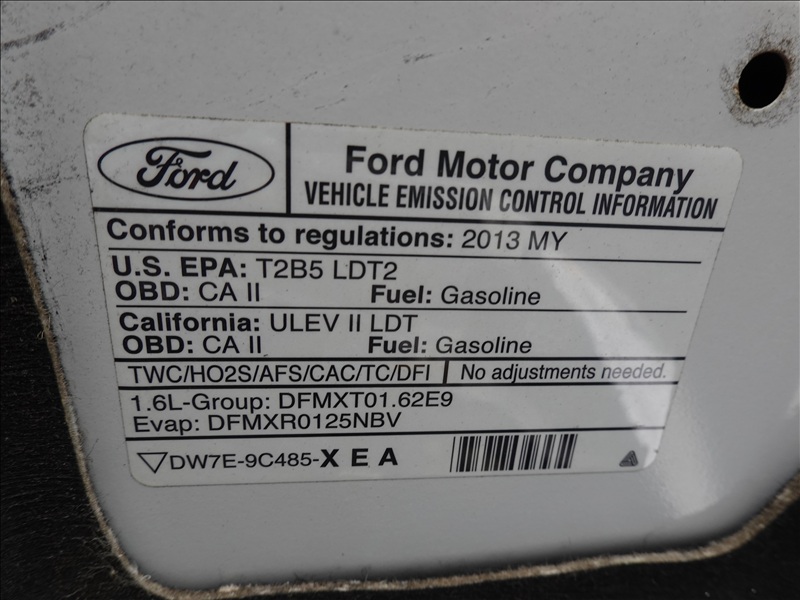 Ford
Ford Motor Company
VEHICLE EMISSION CONTROL INFORMATION
Conforms to regulations: 2013 MY
U.S. EPA: T2B5 LDT2
OBD: CA II Fuel: Gasoline
California: ULEV II LDT
OBD: CA II Fuel: Gasoline
TWC/HO2S/AFS/CAC/TC/DFI No adjustments needed.
1.6L-Group: DFMXT01.62E9
Evap: DFMXR0125NBV
DW7E-9C485-X E A